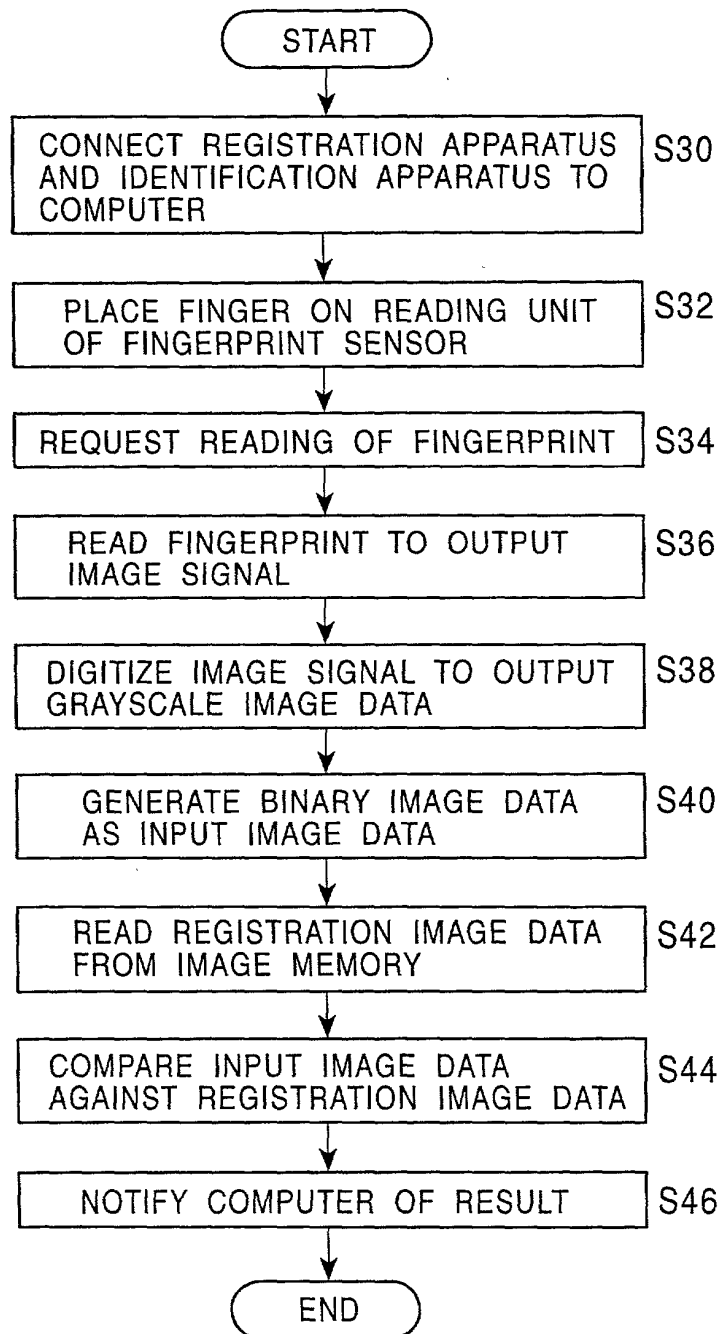 START
CONNECT REGISTRATION APPARATUS
AND IDENTIFICATION APPARATUS TO
COMPUTER
S30
PLACE FINGER ON READING UNIT
OF FINGERPRINT SENSOR
S32
REQUEST READING OF FINGERPRINT
S34
READ FINGERPRINT TO OUTPUT
IMAGE SIGNAL
S36
DIGITIZE IMAGE SIGNAL TO OUTPUT
GRAYSCALE IMAGE DATA
S38
GENERATE BINARY IMAGE DATA
AS INPUT IMAGE DATA
S40
READ REGISTRATION IMAGE DATA
FROM IMAGE MEMORY
S42
COMPARE INPUT IMAGE DATA
AGAINST REGISTRATION IMAGE DATA
S44
NOTIFY COMPUTER OF RESULT
S46
END